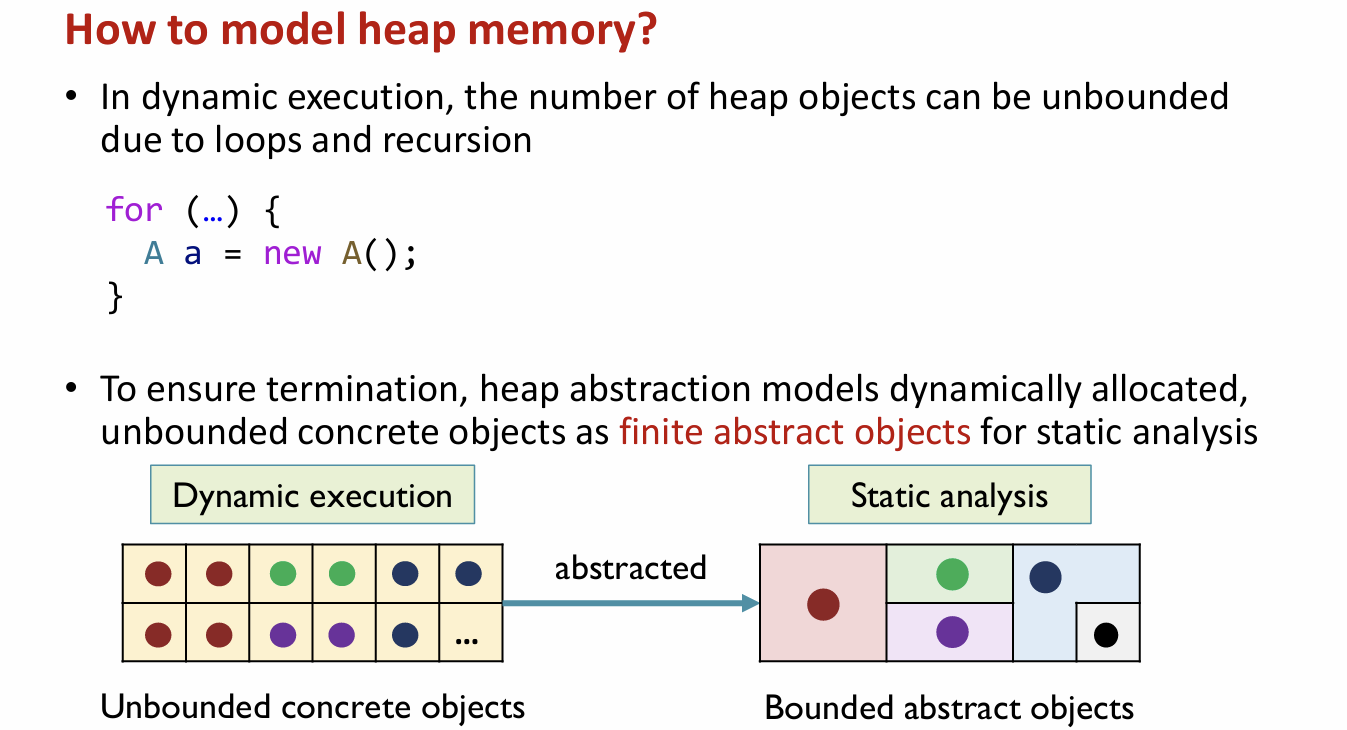 How to model heap memory?
• In dynamic execution, the number of heap objects can be unbounded
due to loops and recursion
for (…) {
  A a = new A();
}
• To ensure termination, heap abstraction models dynamically allocated,
unbounded concrete objects as finite abstract objects for static analysis
Dynamic execution
Static analysis
abstracted
...
Unbounded concrete objects
Bounded abstract objects